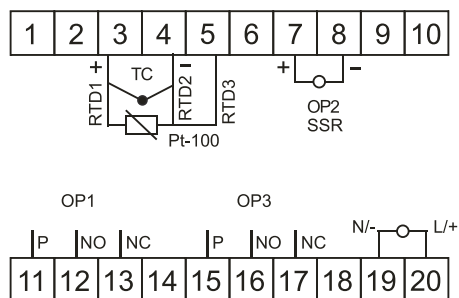 1 2 3 4 5 6 7 8 9 10
+ TC − + −
RTD1 RTD2 RTD3
Pt-100
OP2
SSR
OP1 OP3
N/- L/+
P NO NC P NO NC
11 12 13 14 15 16 17 18 19 20